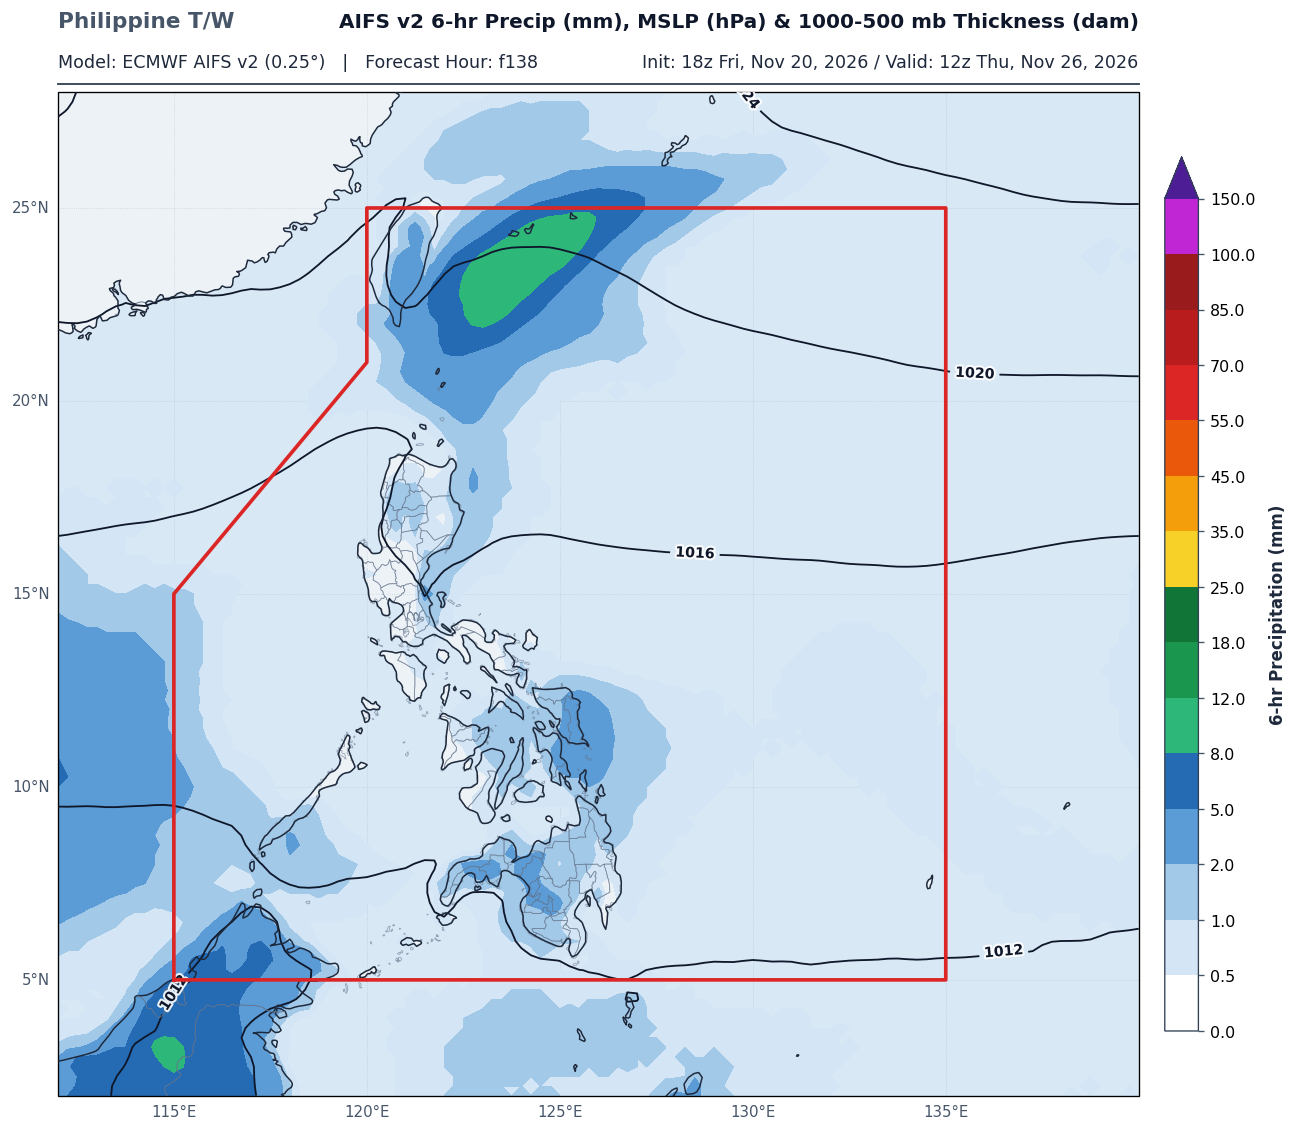 Philippine T/W
AIFS v2 6-hr Precip (mm), MSLP (hPa) & 1000-500 mb Thickness (dam)
Model: ECMWF AIFS v2 (0.25°) | Forecast Hour: f138
Init: 18z Fri, Nov 20, 2026 / Valid: 12z Thu, Nov 26, 2026
24
25°N
20°N
15°N
10°N
5°N
1020
1016
1012
1012
115°E
120°E
125°E
130°E
135°E
150.0
100.0
85.0
70.0
55.0
45.0
35.0
25.0
18.0
12.0
8.0
5.0
2.0
1.0
0.5
0.0
6-hr Precipitation (mm)